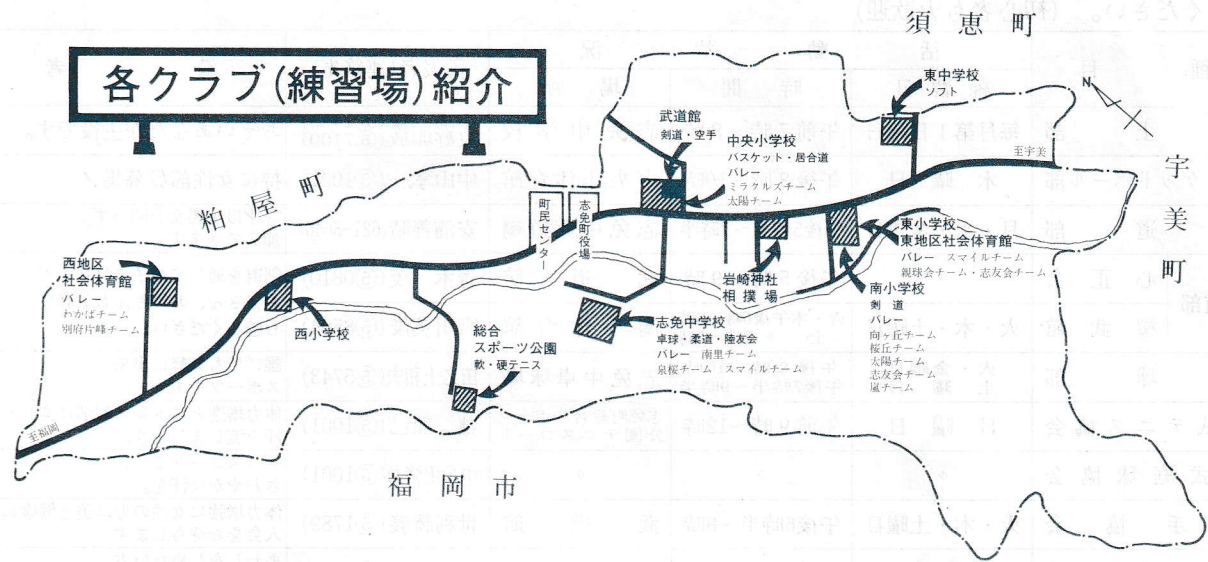 各クラブ(練習場)紹介
須恵町
東中学校
ソフト
N
至宇美
宇美町
武道館
剣道・空手
中央小学校
バスケット・居合道
バレー
ミラクルズチーム
太陽チーム
粕屋町
町民センター
志免町役場
西地区
社会体育館
バレー
わかばチーム
別府片峰チーム
西小学校
総合
スポーツ公園
軟・硬テニス
志免中学校
卓球・柔道・陸友会
バレー 南里チーム
泉桜チーム スマイルチーム
岩崎神社
相撲場
東小学校
東地区社会体育館
バレー スマイルチーム
親球会チーム・志友会チーム
南小学校
剣道
バレー
向ヶ丘チーム
桜丘チーム
太陽チーム
志友会チーム
嵐チーム
至福岡
福岡市